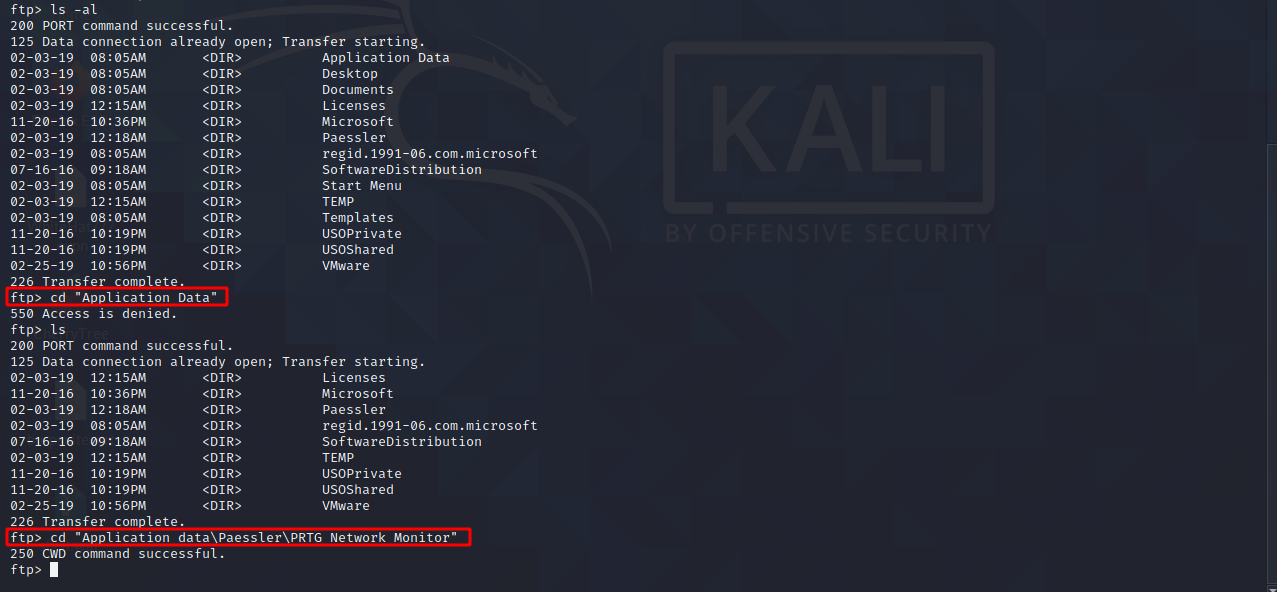 ftp> ls -al
200 PORT command successful.
125 Data connection already open; Transfer starting.
02-03-19  08:05AM       <DIR>          Application Data
02-03-19  08:05AM       <DIR>          Desktop
02-03-19  08:05AM       <DIR>          Documents
02-03-19  12:15AM       <DIR>          Licenses
11-20-16  10:36PM       <DIR>          Microsoft
02-03-19  12:18AM       <DIR>          Paessler
02-03-19  08:05AM       <DIR>          regid.1991-06.com.microsoft
07-16-16  09:18AM       <DIR>          SoftwareDistribution
02-03-19  08:05AM       <DIR>          Start Menu
02-03-19  12:15AM       <DIR>          TEMP
02-03-19  08:05AM       <DIR>          Templates
11-20-16  10:19PM       <DIR>          USOPrivate
11-20-16  10:19PM       <DIR>          USOShared
02-25-19  10:56PM       <DIR>          VMware
226 Transfer complete.
ftp> cd "Application Data"
550 Access is denied.
ftp> ls
200 PORT command successful.
125 Data connection already open; Transfer starting.
02-03-19  12:15AM       <DIR>          Licenses
11-20-16  10:36PM       <DIR>          Microsoft
02-03-19  12:18AM       <DIR>          Paessler
02-03-19  08:05AM       <DIR>          regid.1991-06.com.microsoft
07-16-16  09:18AM       <DIR>          SoftwareDistribution
02-03-19  12:15AM       <DIR>          TEMP
11-20-16  10:19PM       <DIR>          USOPrivate
11-20-16  10:19PM       <DIR>          USOShared
02-25-19  10:56PM       <DIR>          VMware
226 Transfer complete.
ftp> cd "Application data\Paessler\PRTG Network Monitor"
250 CWD command successful.
ftp>
KALI
BY OFFENSIVE SECURITY